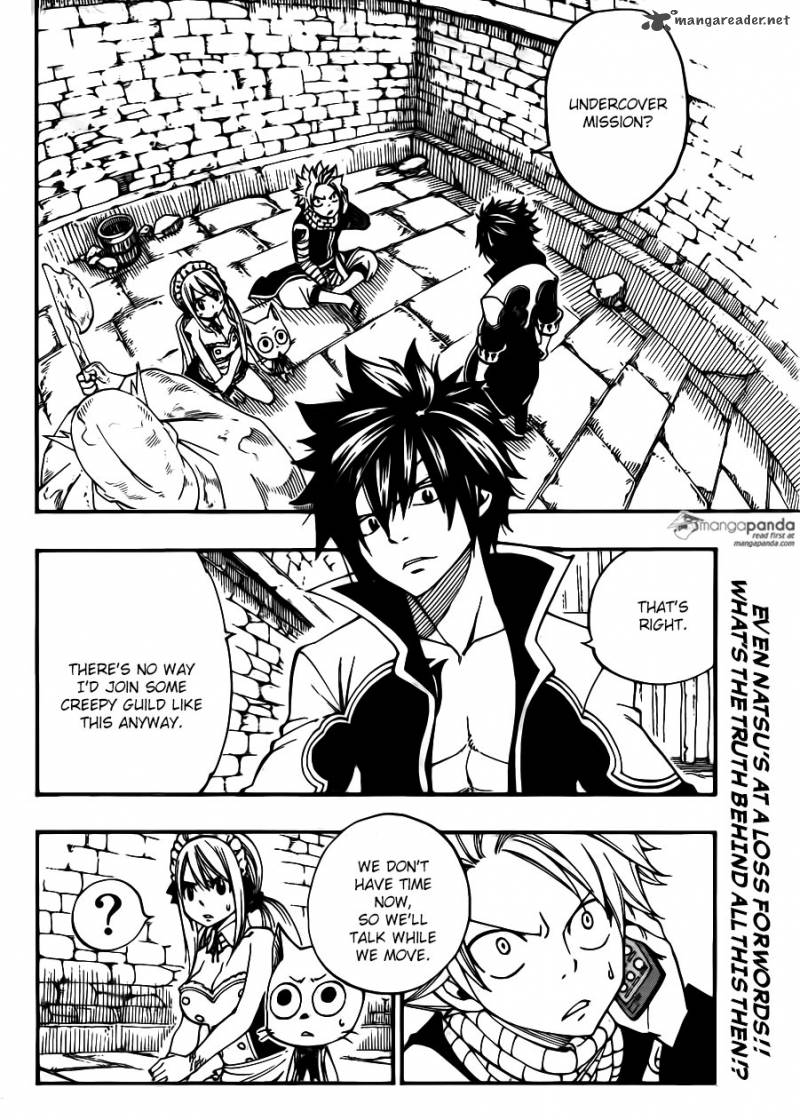 mangareader.net
UNDERCOVER
MISSION?
mangapanda
read first at
mangapanda.com
THAT'S
RIGHT.
THERE'S NO WAY
I'D JOIN SOME
CREEPY GUILD LIKE
THIS ANYWAY.
EVEN NATSU'S AT A LOSS FOR WORDS!!
WHAT'S THE TRUTH BEHIND ALL THIS THEN!?
?
WE DON'T
HAVE TIME
NOW,
SO WE'LL
TALK WHILE
WE MOVE.